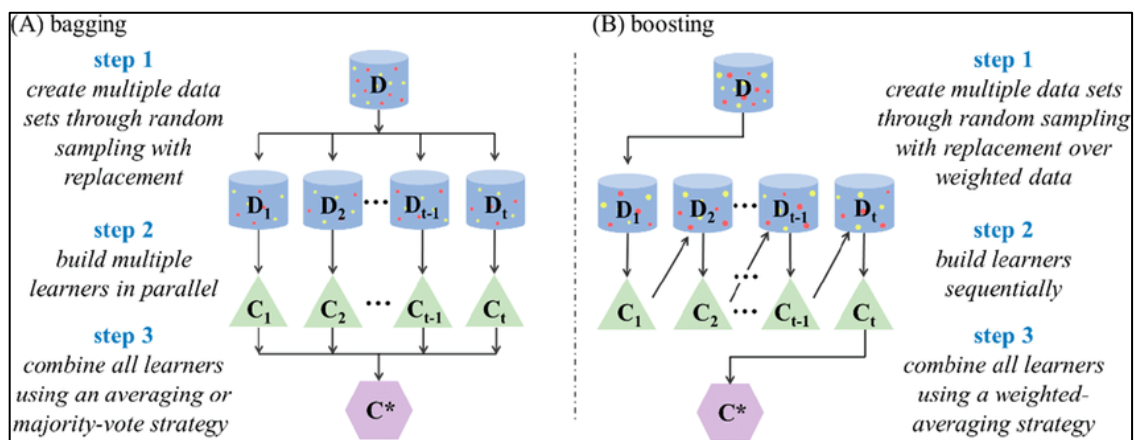 (A) bagging
step 1
create multiple data
sets through random
sampling with
replacement
step 2
build multiple
learners in parallel
step 3
combine all learners
using an averaging or
majority-vote strategy
D
D1 D2 ••• Dt-1 Dt
C1 C2 ••• Ct-1 Ct
C*
(B) boosting
step 1
create multiple data sets
through random sampling
with replacement over
weighted data
step 2
build learners
sequentially
step 3
combine all learners
using a weighted-
averaging strategy
D
D1 D2 ••• Dt-1 Dt
•••
C1 C2 ••• Ct-1 Ct
C*